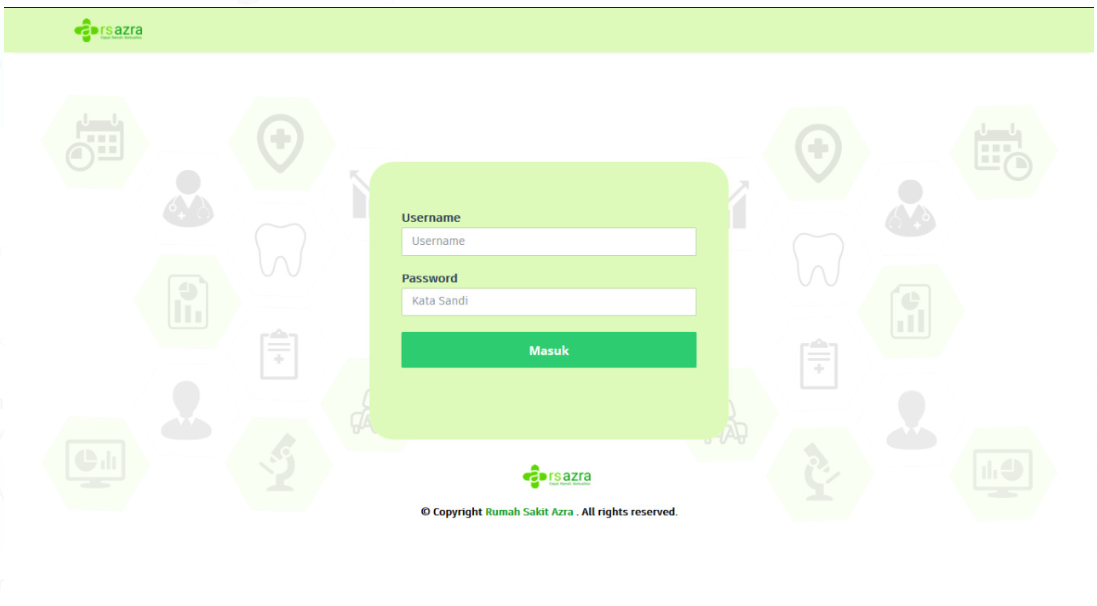 rsazra
Username
Username
Password
Kata Sandi
Masuk
rsazra
© Copyright Rumah Sakit Azra . All rights reserved.